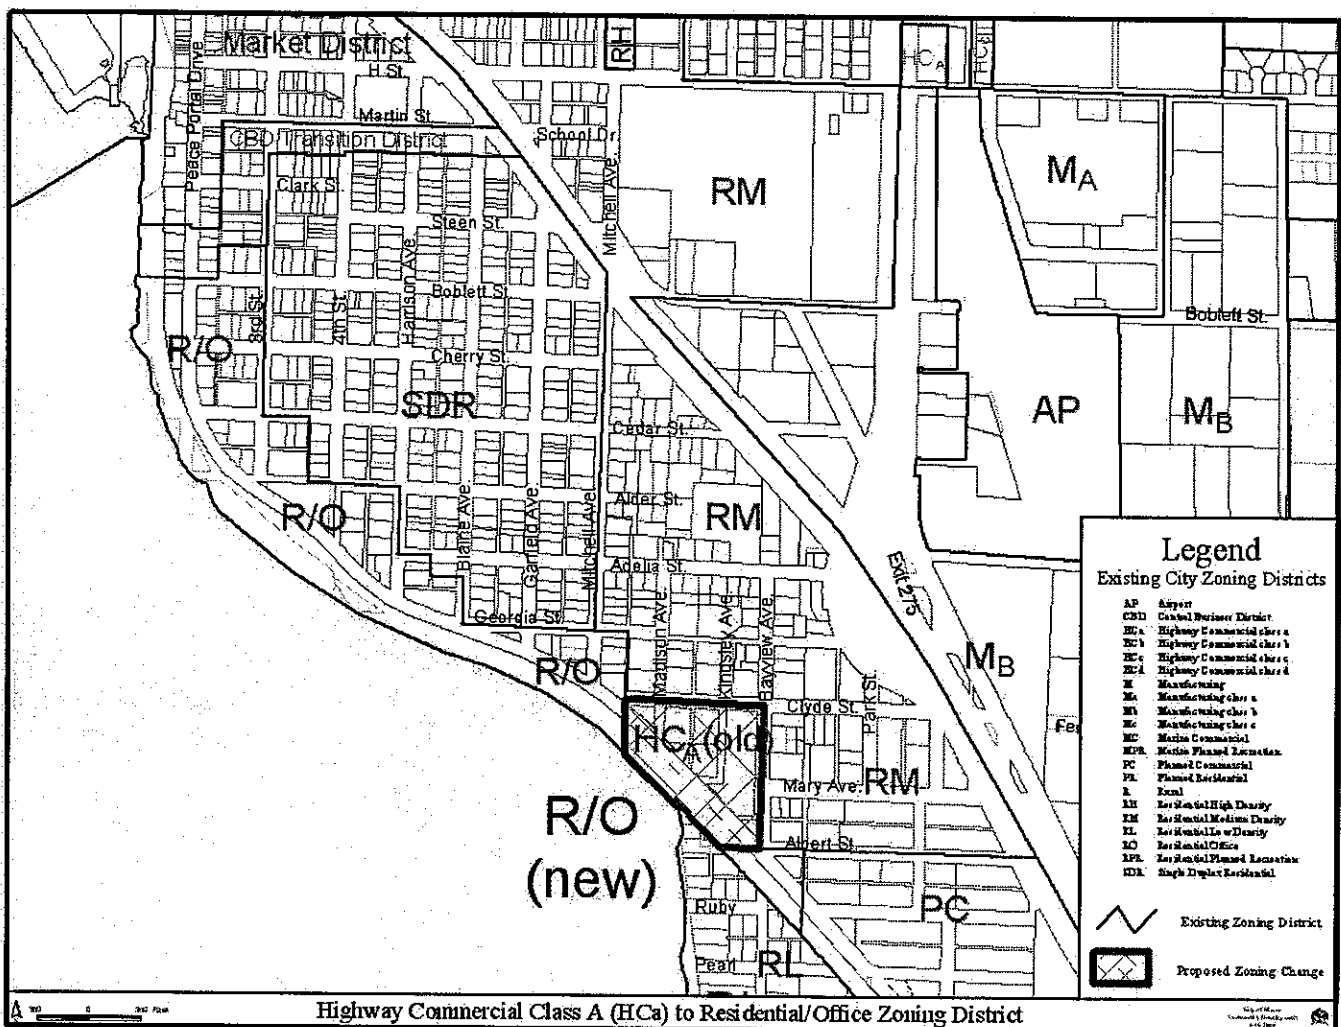 Market District
H St.
Peace Portal Drive
Martin St.
CBD Transition District
School Dr.
RH
HCA
Mitchell Ave.
RM
MA
Clark St.
Steen St.
Harrison Ave.
Boblett St.
Boblett St.
3rd St.
4th St.
R/O
Cherry St.
SDR
Cedar St.
AP
MB
R/O
Alder St.
RM
Blaine Ave.
Garfield Ave.
Mitchell Ave.
Adelia St.
Exit 275
Georgia St.
Madison Ave.
Kingsley Ave.
Bayview Ave.
R/O
MB
Park St.
Clyde St.
HCA (old)
R/O
(new)
Mary Ave.
RM
Albert St.
Ruby
PC
Pearl
RL
Legend
Existing City Zoning Districts
AP Airport
CBD Central Business District
HCa Highway Commercial class a
HCb Highway Commercial class b
HCc Highway Commercial class c
HCd Highway Commercial class d
M Manufacturing
Ma Manufacturing class a
Mb Manufacturing class b
Mc Manufacturing class c
MC Marine Commercial
MPR Marine Planned Recreation
PC Planned Commercial
PR Planned Residential
R Rural
RH Residential High Density
RM Residential Medium Density
RL Residential Low Density
RO Residential Office
RPR Residential Planned Recreation
SDR Single Duplex Residential
Existing Zoning District
Proposed Zoning Change
Highway Commercial Class A (HCa) to Residential/Office Zoning District